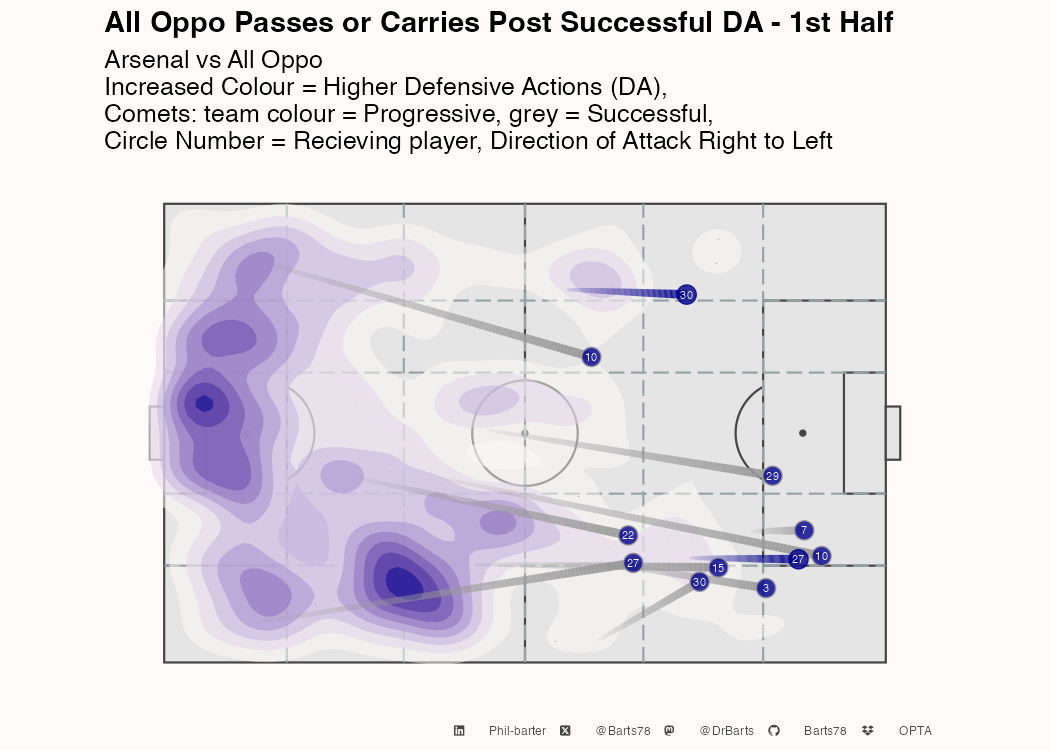 All Oppo Passes or Carries Post Successful DA - 1st Half
Arsenal vs All Oppo
Increased Colour = Higher Defensive Actions (DA),
Comets: team colour = Progressive, grey = Successful,
Circle Number = Recieving player, Direction of Attack Right to Left
30
10
29
7
22
10
27
27
15
30
3
Phil-barter @Barts78 @DrBarts Barts78 OPTA